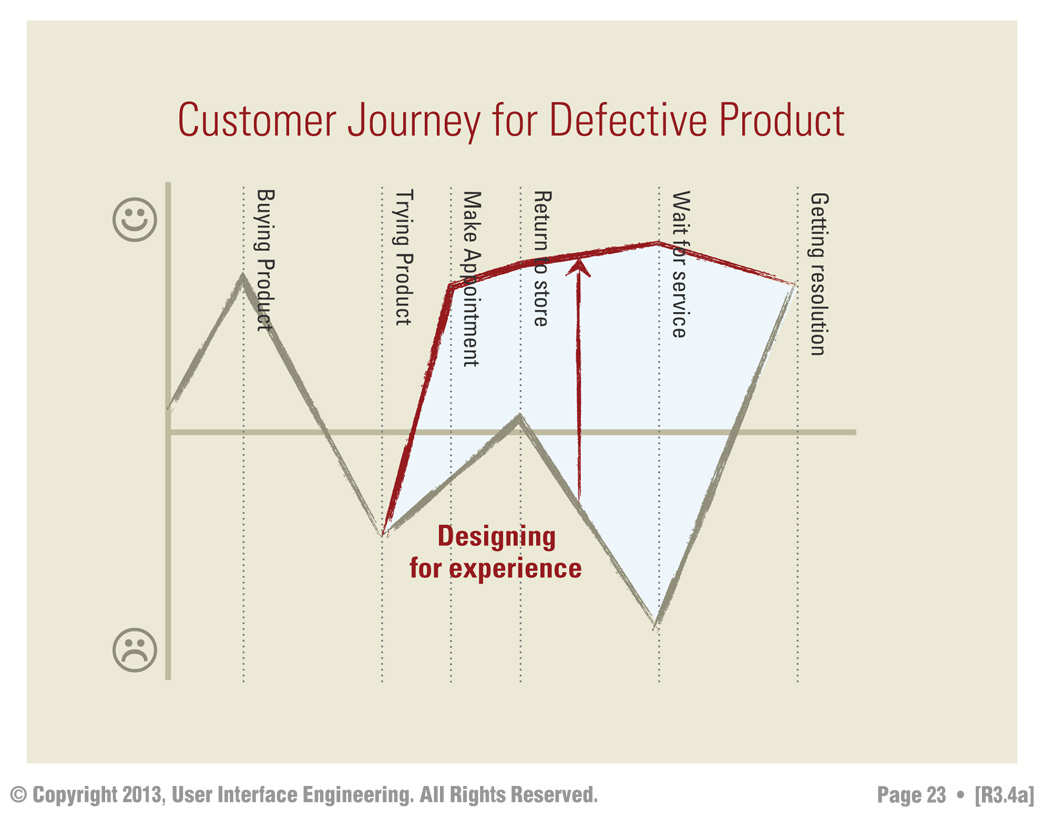 Customer Journey for Defective Product
Buying Product
Trying Product
Make Appointment
Return to store
Wait for service
Getting resolution
Designing
for experience
© Copyright 2013, User Interface Engineering. All Rights Reserved.
Page 23 • [R3.4a]